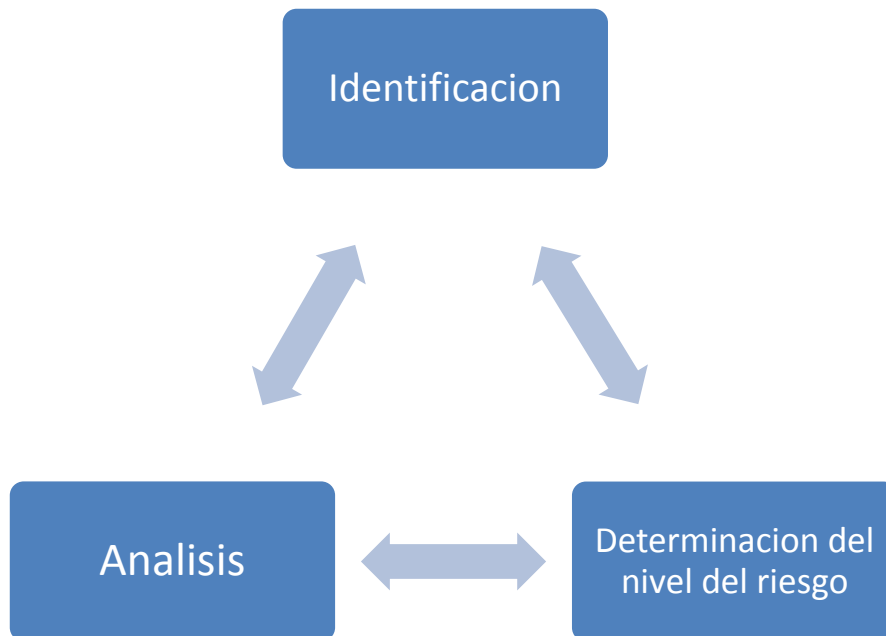 Identificacion
Analisis
Determinacion del
nivel del riesgo